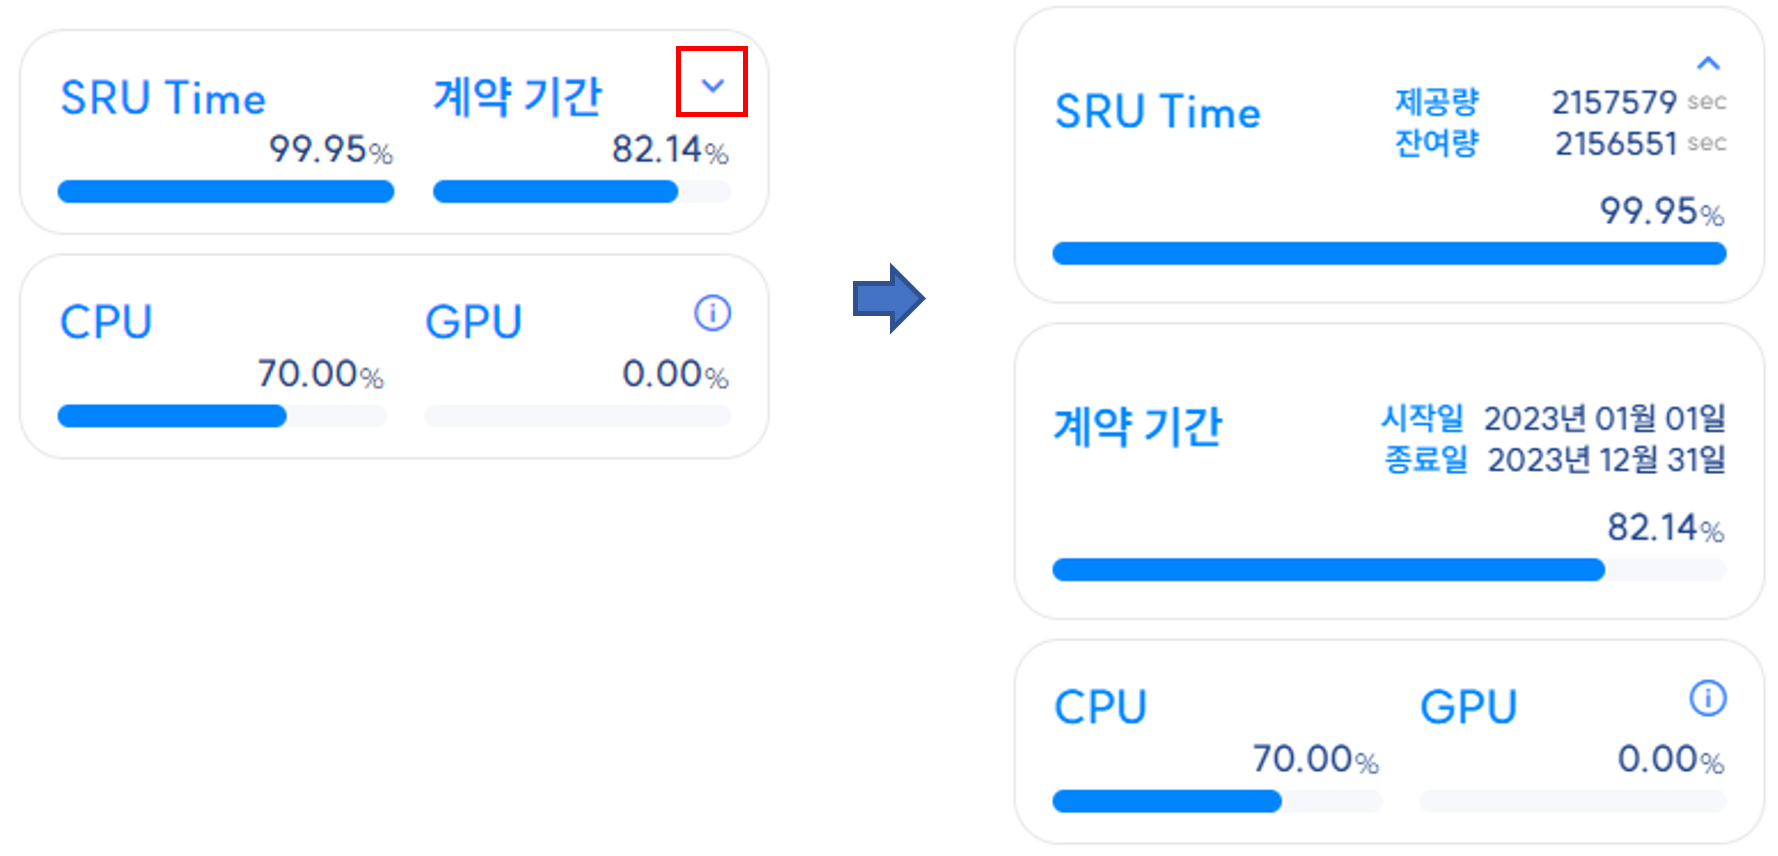 SRU Time
99.95%
계약 기간
82.14%
CPU
70.00%
GPU
0.00%
SRU Time
제공량 2157579 sec
잔여량 2156551 sec
99.95%
계약 기간
시작일 2023년 01월 01일
종료일 2023년 12월 31일
82.14%
CPU
70.00%
GPU
0.00%